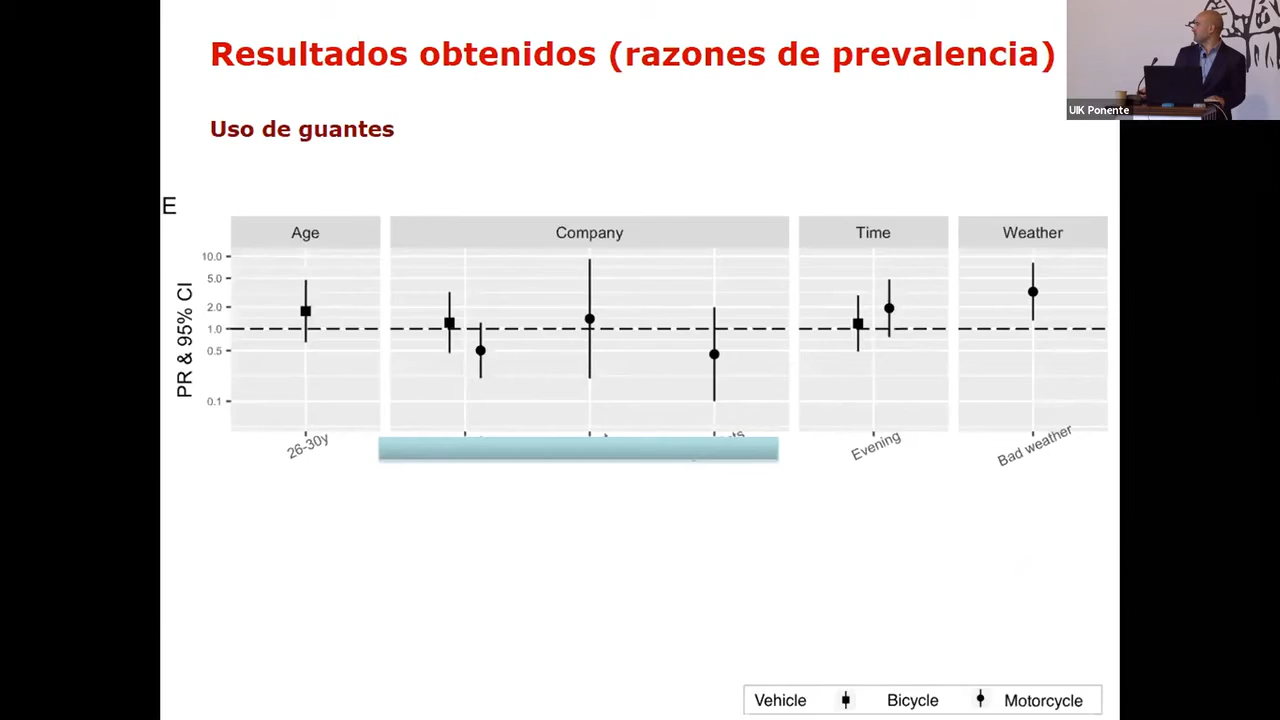 Resultados obtenidos (razones de prevalencia)
UIK Ponente
Uso de guantes
E
Age
Company
Time
Weather
PR & 95% CI
10.0
5.0
2.0
1.0
0.5
0.1
26-30y
Evening
Bad weather
Vehicle Bicycle Motorcycle